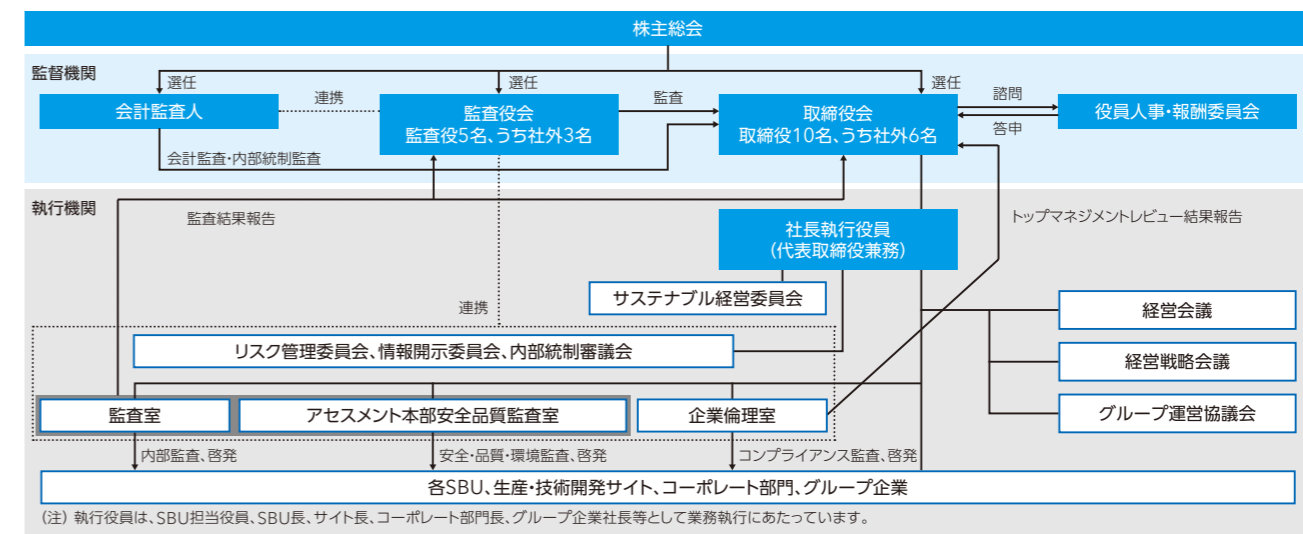 株主総会
監督機関
選任
選任
選任
会計監査人
連携
監査役会
監査役5名、うち社外3名
監査
取締役会
取締役10名、うち社外6名
諮問
答申
役員人事・報酬委員会
会計監査・内部統制監査
執行機関
監査結果報告
社長執行役員
(代表取締役兼務)
トップマネジメントレビュー結果報告
サステナブル経営委員会
連携
経営会議
リスク管理委員会、情報開示委員会、内部統制審議会
経営戦略会議
監査室
アセスメント本部安全品質監査室
企業倫理室
グループ運営協議会
内部監査、啓発
安全・品質・環境監査、啓発
コンプライアンス監査、啓発
各SBU、生産・技術開発サイト、コーポレート部門、グループ企業
(注) 執行役員は、SBU担当役員、SBU長、サイト長、コーポレート部門長、グループ企業社長等として業務執行にあたっています。